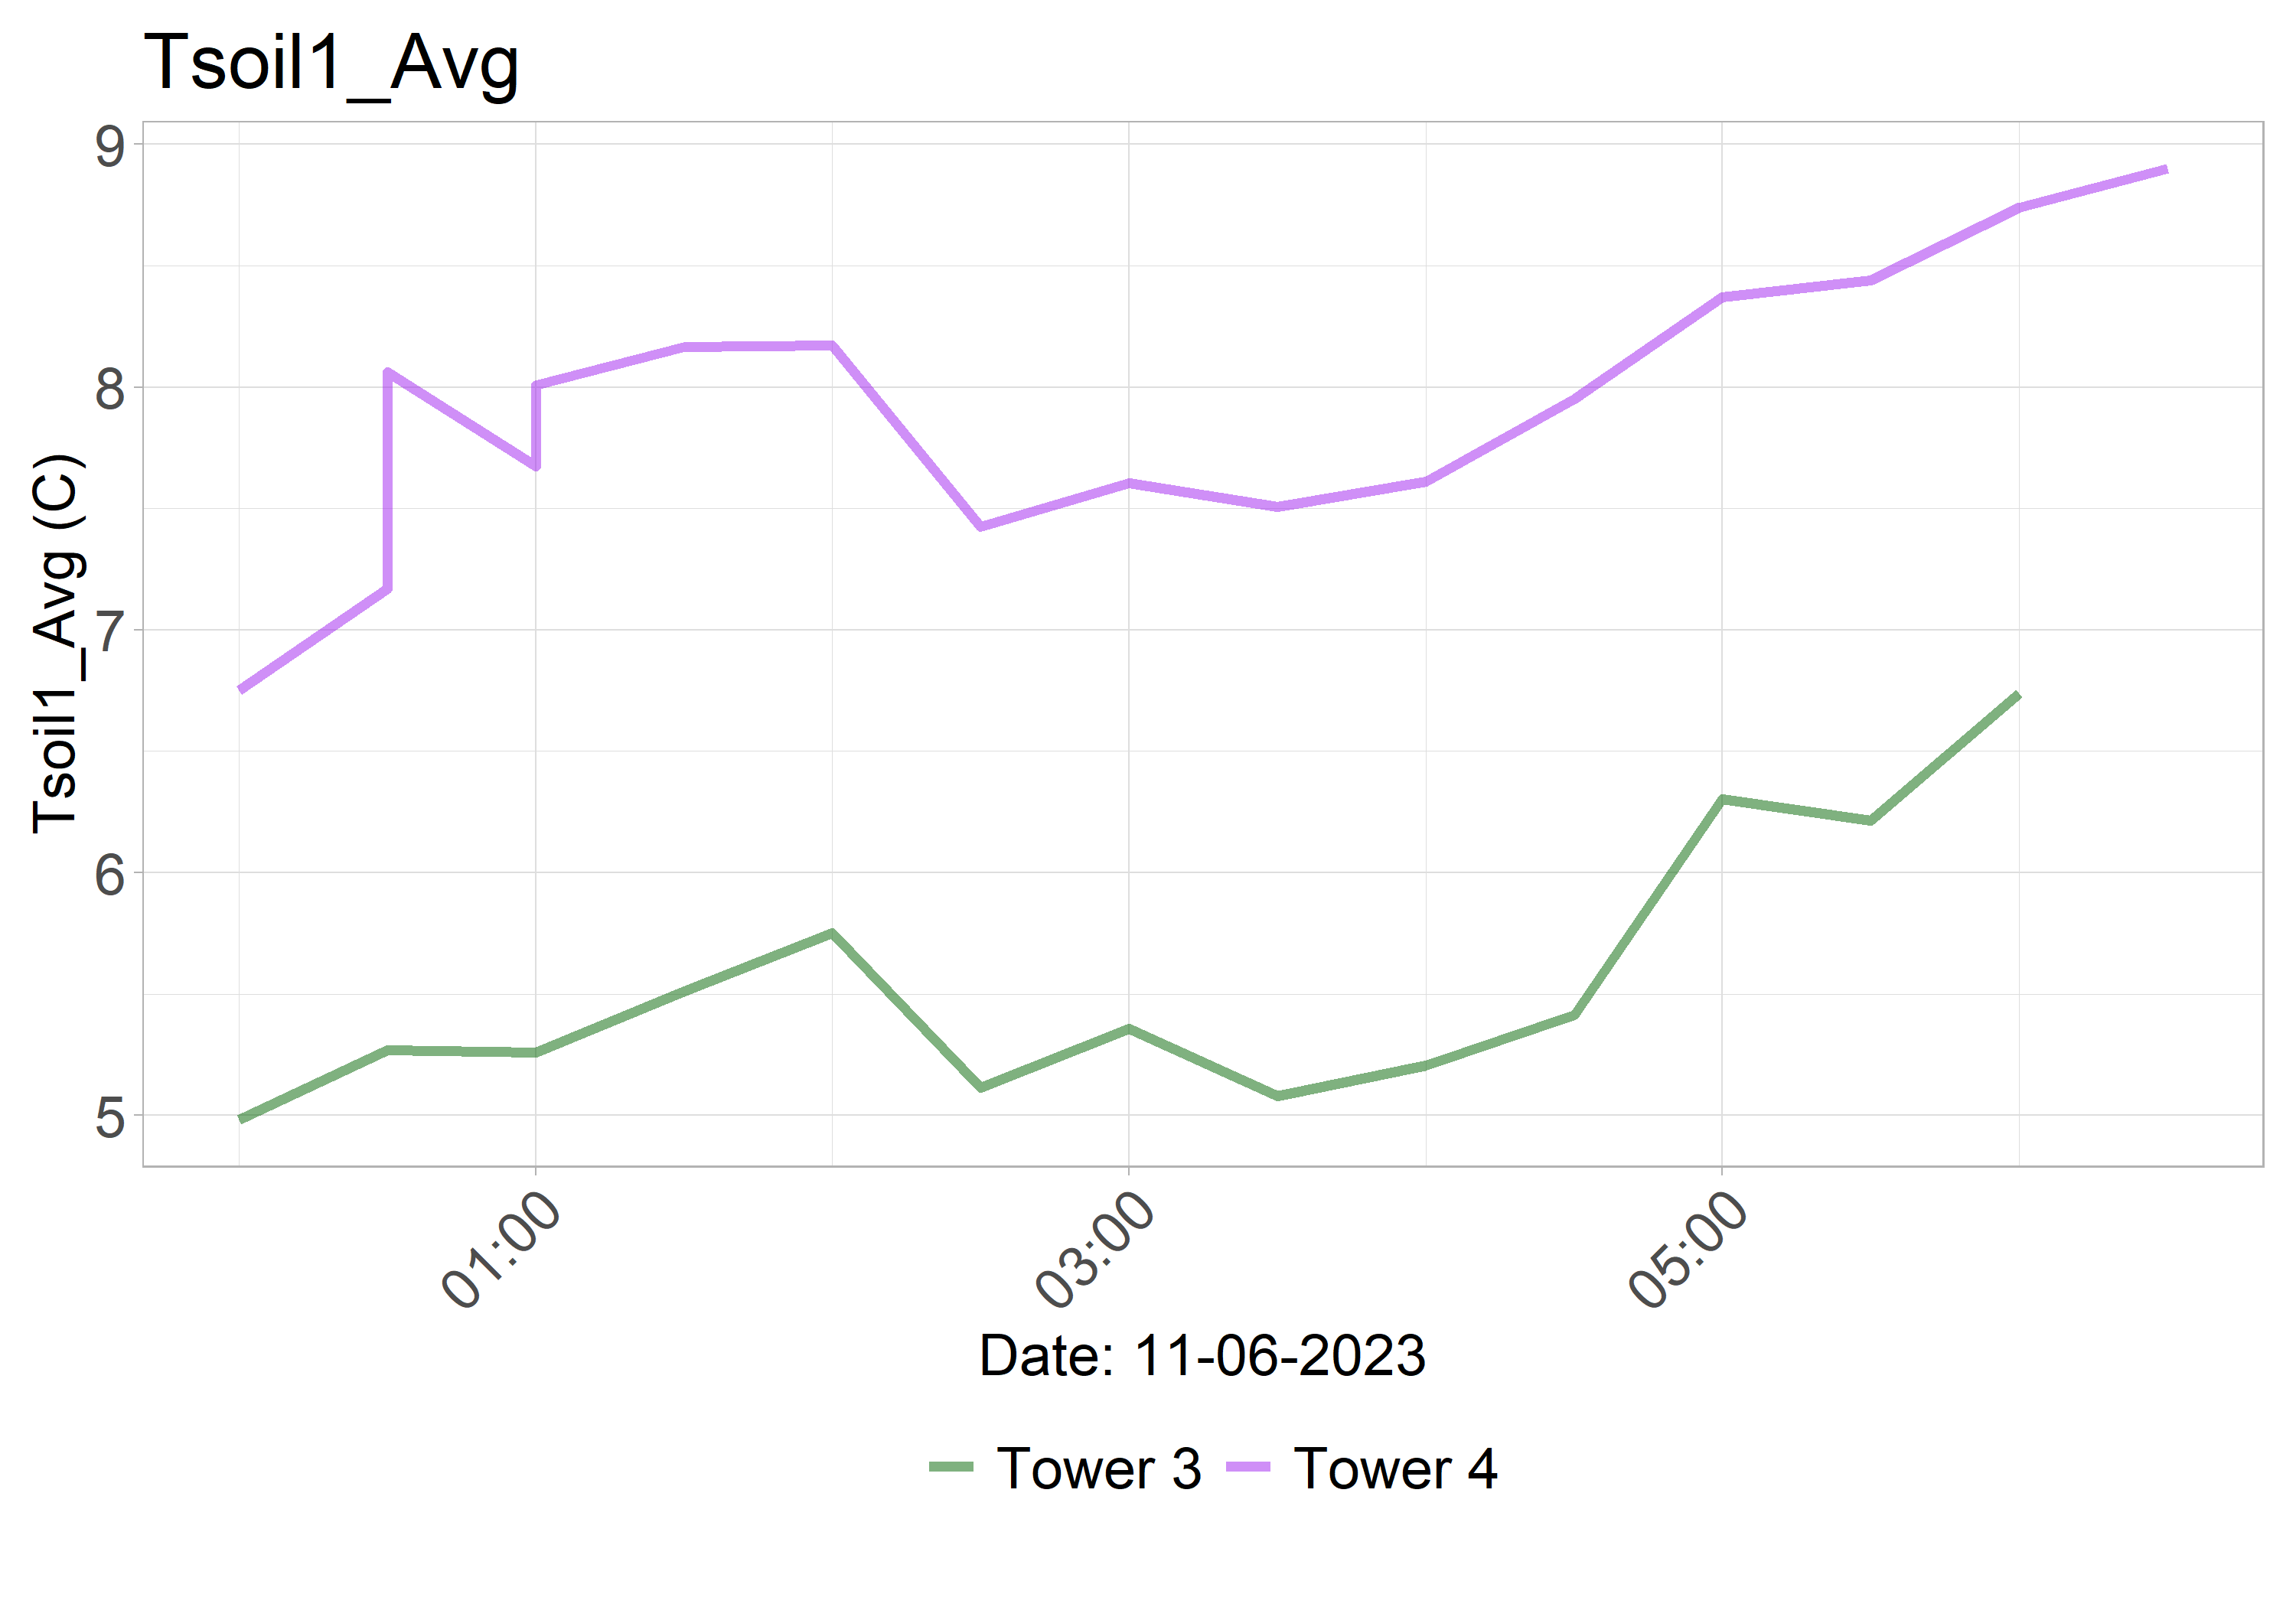 Tsoil1_Avg
9
8
7
6
5
Tsoil1_Avg (C)
01:00
03:00
05:00
Date: 11-06-2023
Tower 3
Tower 4